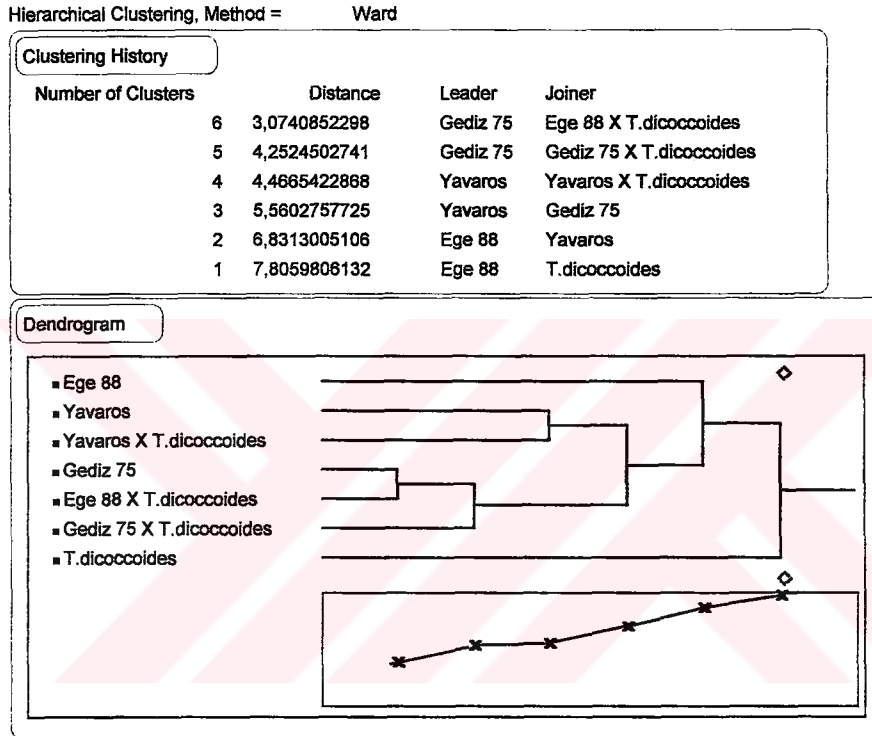 Hierarchical Clustering, Method = Ward
Clustering History
Number of Clusters Distance Leader Joiner
6 3,0740852298 Gediz 75 Ege 88 X T.dicoccoides
5 4,2524502741 Gediz 75 Gediz 75 X T.dicoccoides
4 4,4665422868 Yavaros Yavaros X T.dicoccoides
3 5,5602757725 Yavaros Gediz 75
2 6,8313005106 Ege 88 Yavaros
1 7,8059806132 Ege 88 T.dicoccoides
Dendrogram
Ege 88
Yavaros
Yavaros X T.dicoccoides
Gediz 75
Ege 88 X T.dicoccoides
Gediz 75 X T.dicoccoides
T.dicoccoides